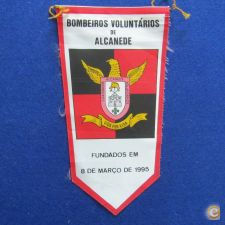 BOMBEIROS VOLUNTÁRIOS
DE
ALCANEDE
FUNDADOS EM
8 DE MARÇO DE 1995